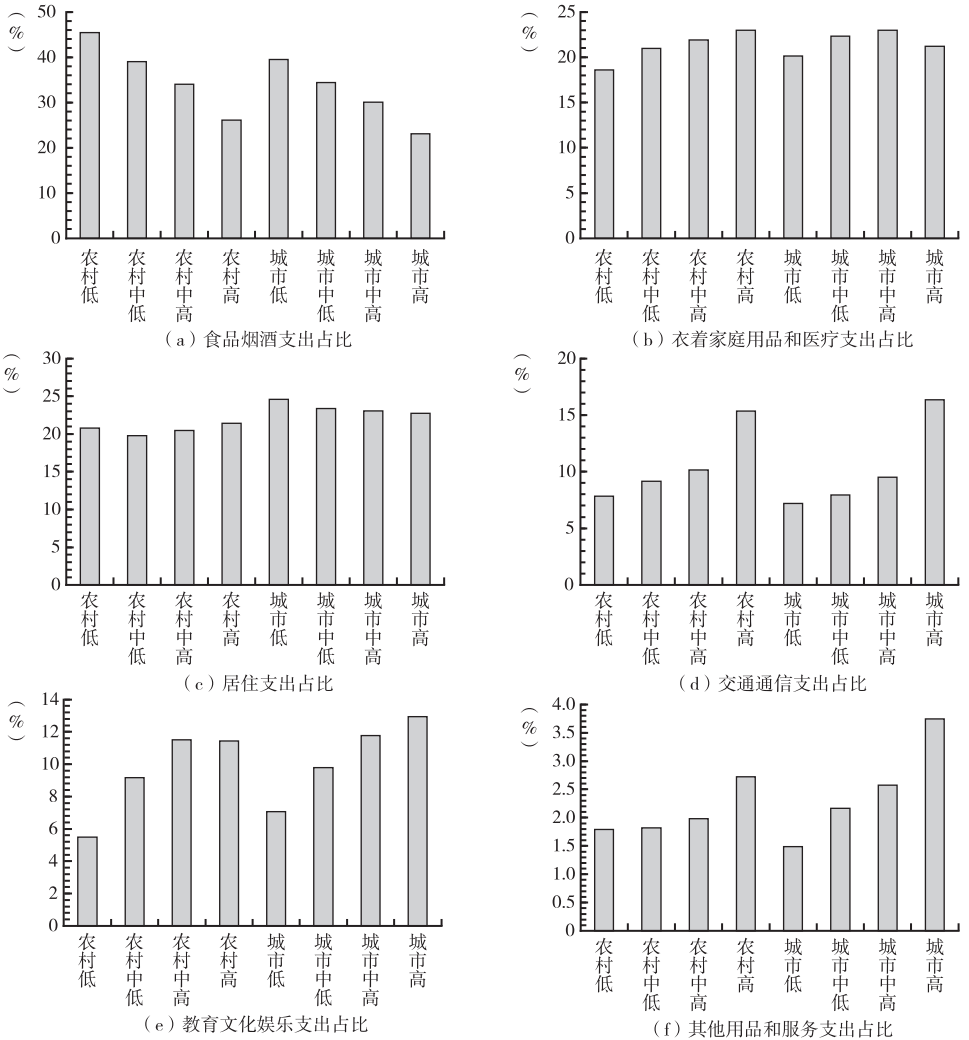 (%)
50
40
30
20
10
0
农村低
农村中低
农村中高
农村高
城市低
城市中低
城市中高
城市高
(a)食品烟酒支出占比
(%)
25
20
15
10
5
0
农村低
农村中低
农村中高
农村高
城市低
城市中低
城市中高
城市高
(b)衣着家庭用品和医疗支出占比
(%)
30
25
20
15
10
5
0
农村低
农村中低
农村中高
农村高
城市低
城市中低
城市中高
城市高
(c)居住支出占比
(%)
20
15
10
5
0
农村低
农村中低
农村中高
农村高
城市低
城市中低
城市中高
城市高
(d)交通通信支出占比
(%)
14
12
10
8
6
4
2
0
农村低
农村中低
农村中高
农村高
城市低
城市中低
城市中高
城市高
(e)教育文化娱乐支出占比
(%)
4.0
3.5
3.0
2.5
2.0
1.5
1.0
0.5
0
农村低
农村中低
农村中高
农村高
城市低
城市中低
城市中高
城市高
(f)其他用品和服务支出占比